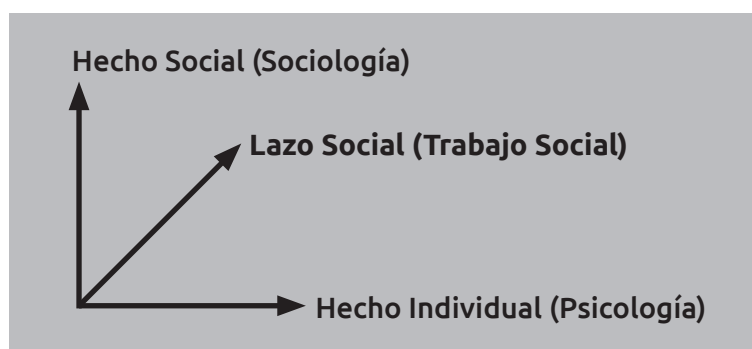 Hecho Social (Sociología)
Lazo Social (Trabajo Social)
Hecho Individual (Psicología)